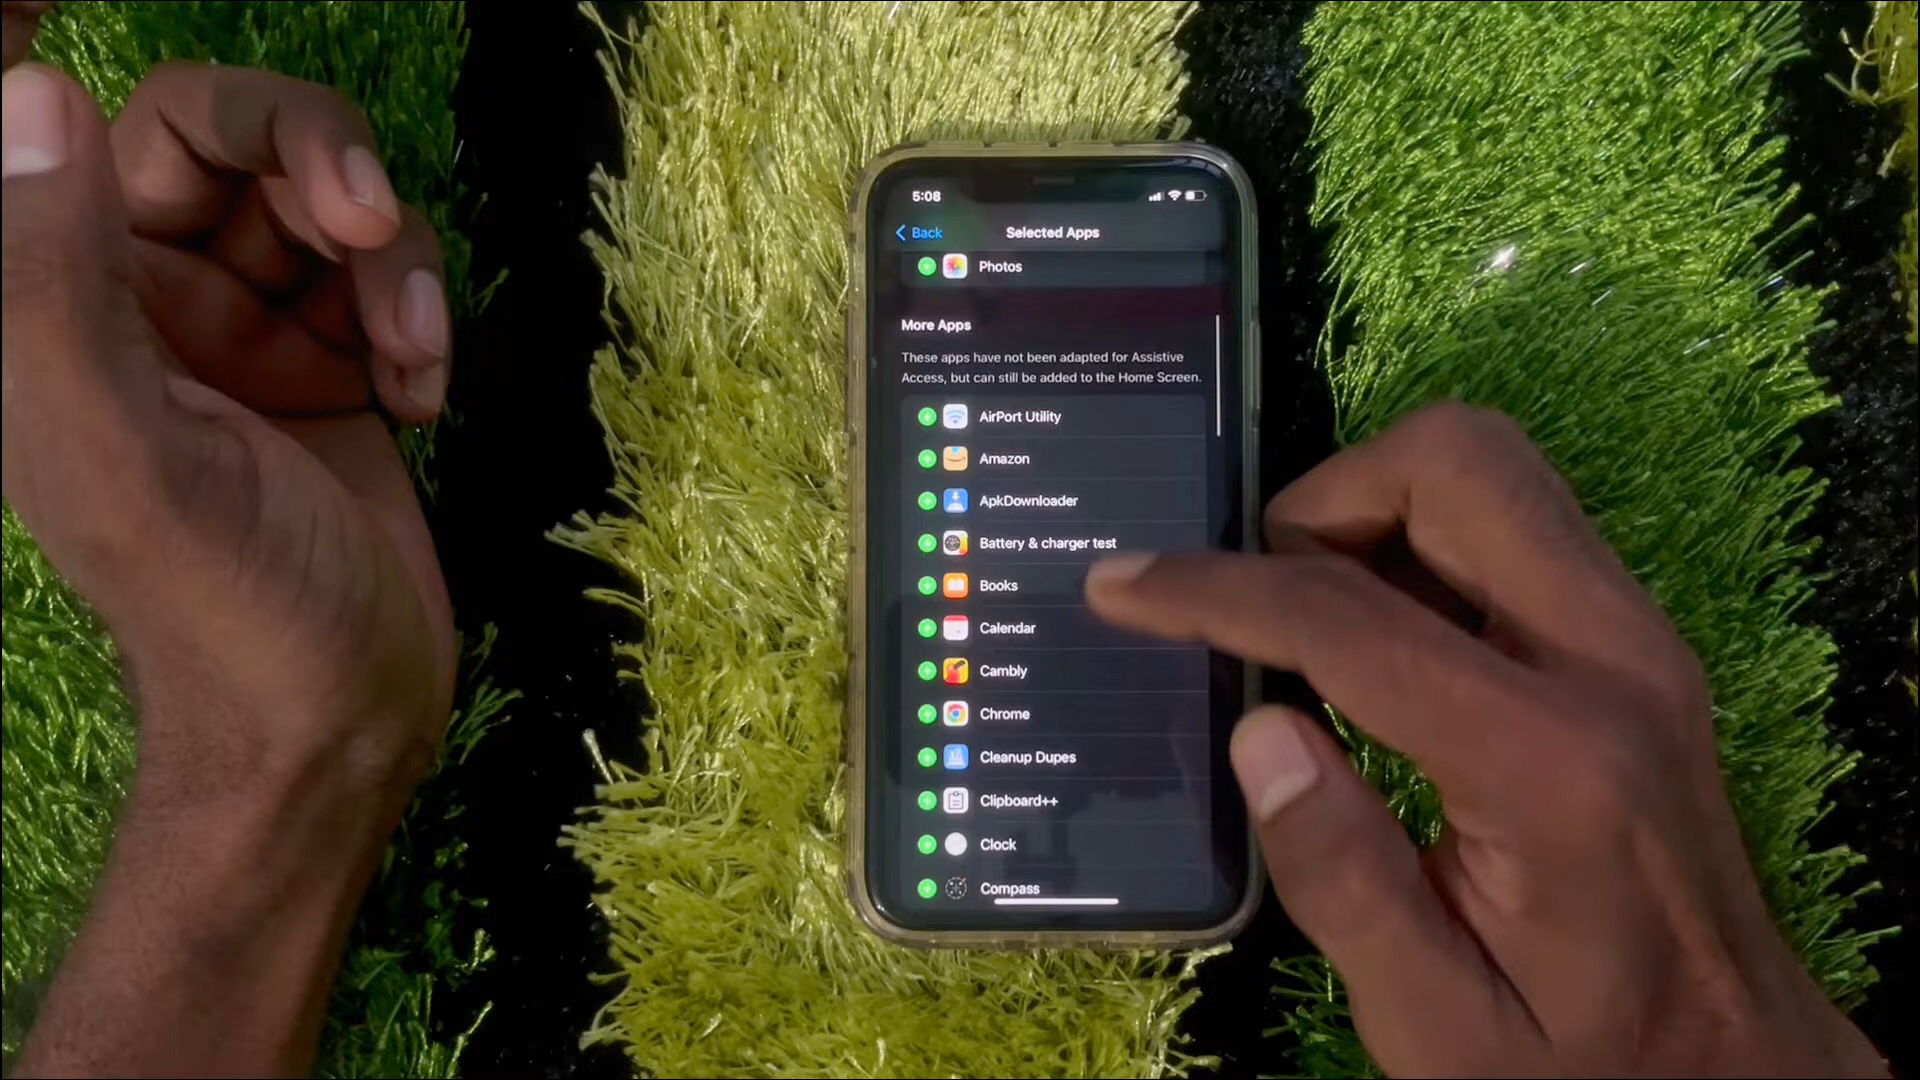 5:08
Back
Selected Apps
Photos
More Apps
These apps have not been adapted for Assistive
Access, but can still be added to the Home Screen.
AirPort Utility
Amazon
ApkDownloader
Battery & charger test
Books
Calendar
Cambly
Chrome
Cleanup Dupes
Clipboard++
Clock
Compass